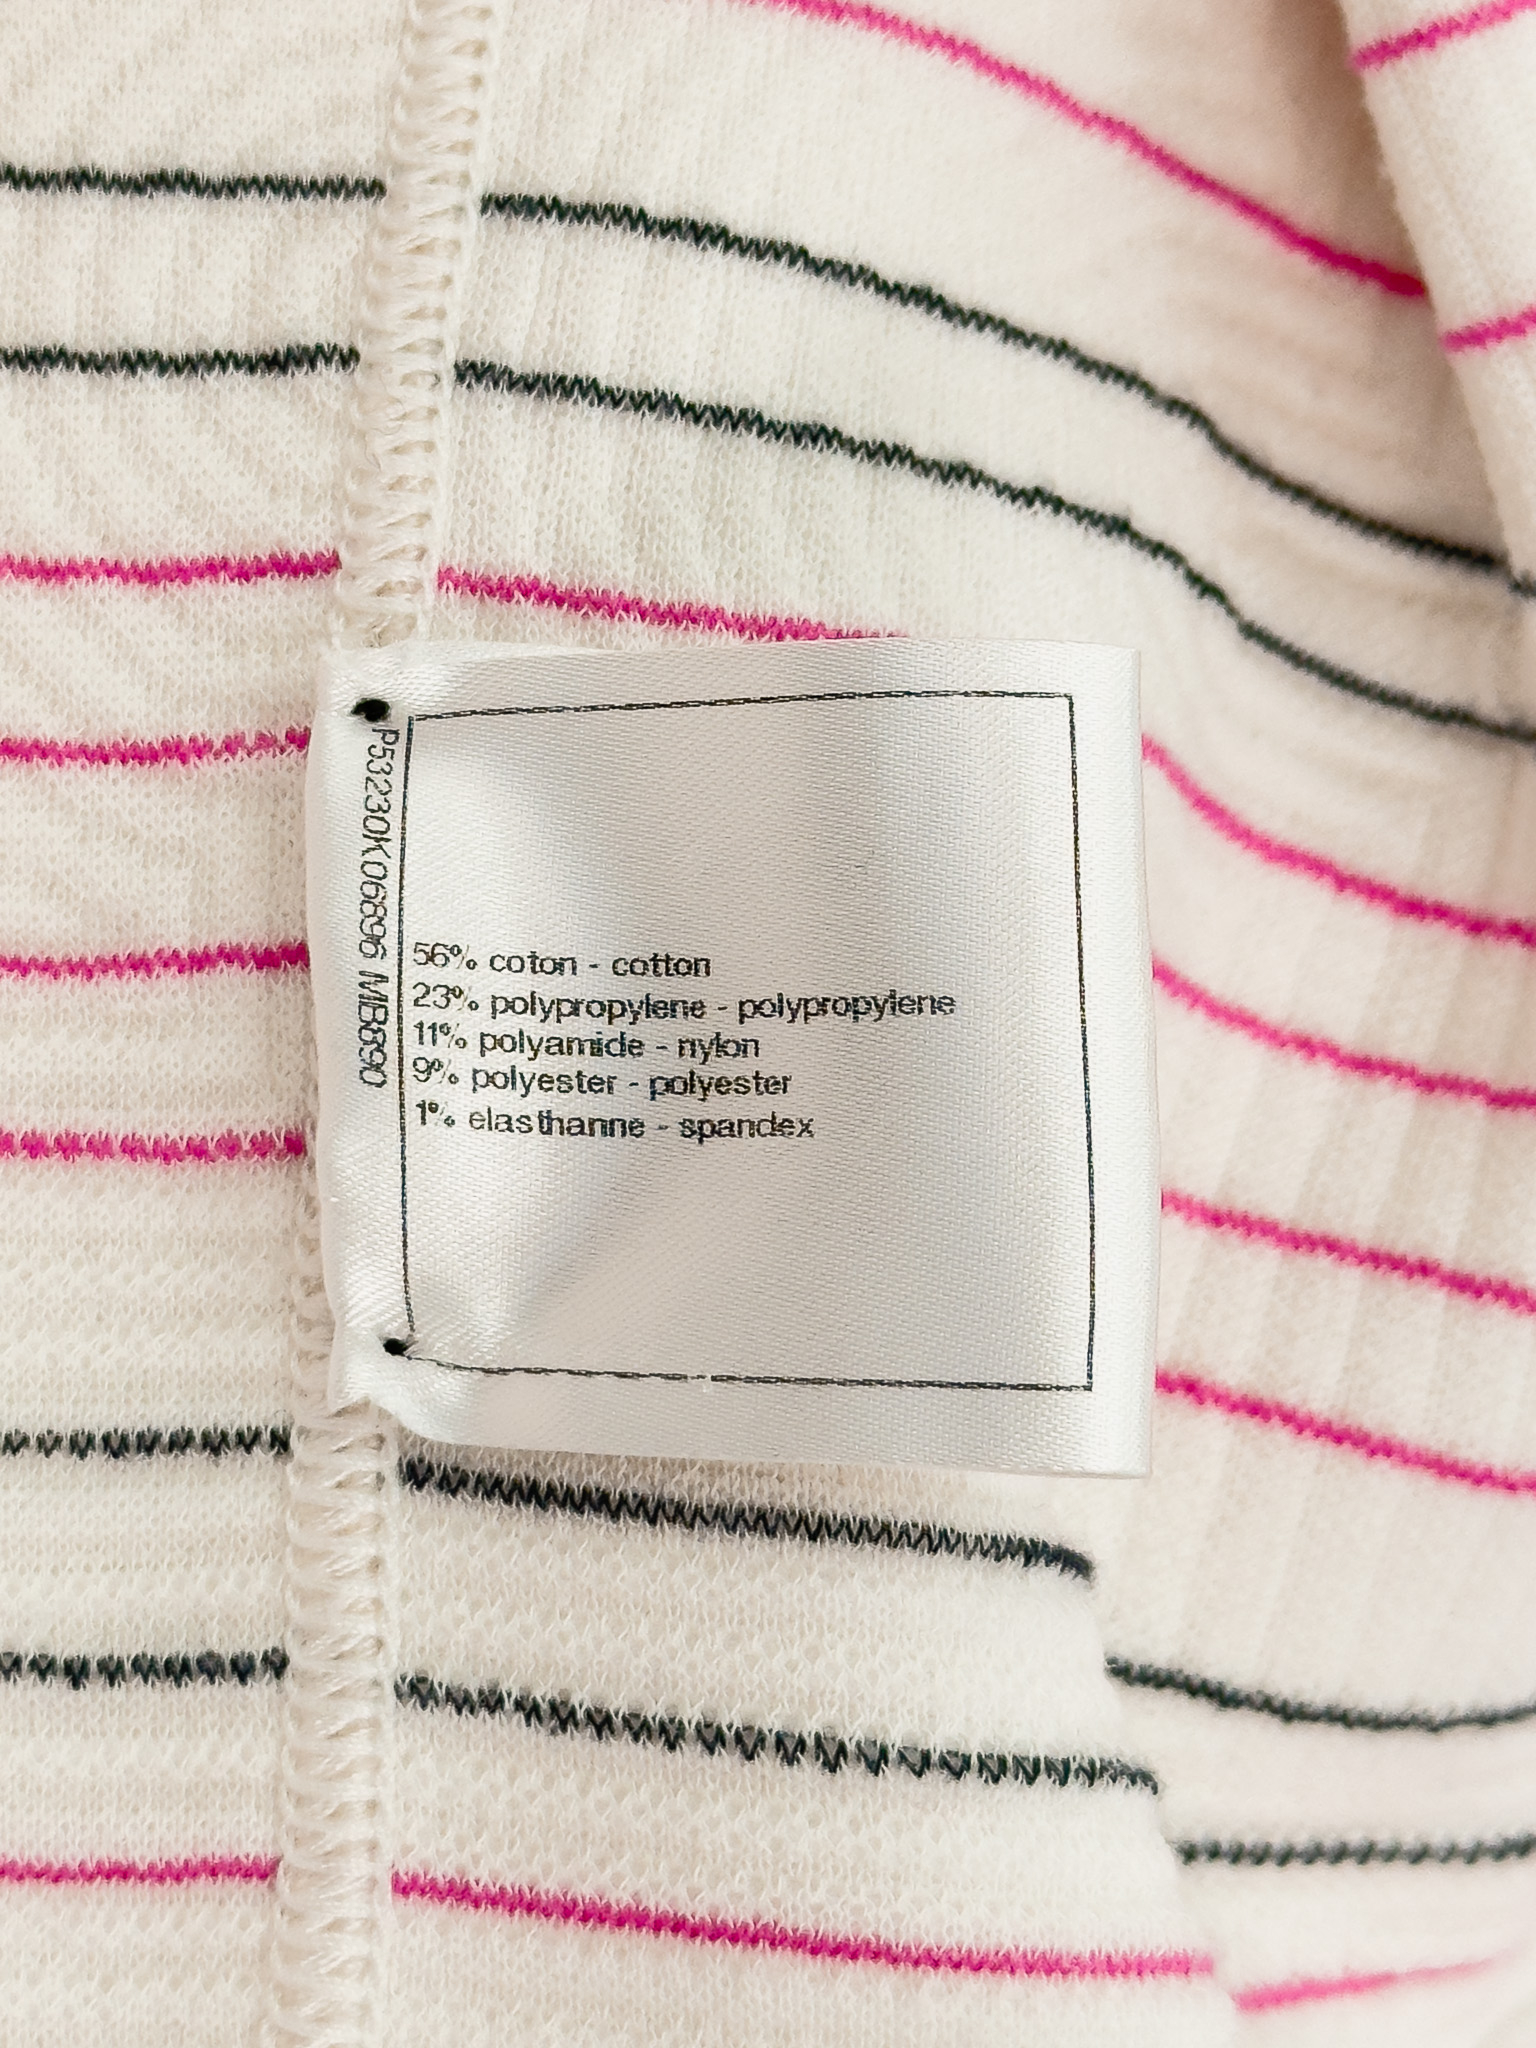 P53230K06896 MB890
56% coton - cotton
23% polypropylene - polypropylene
11% polyamide - nylon
9% polyester - polyester
1% elasthanne - spandex